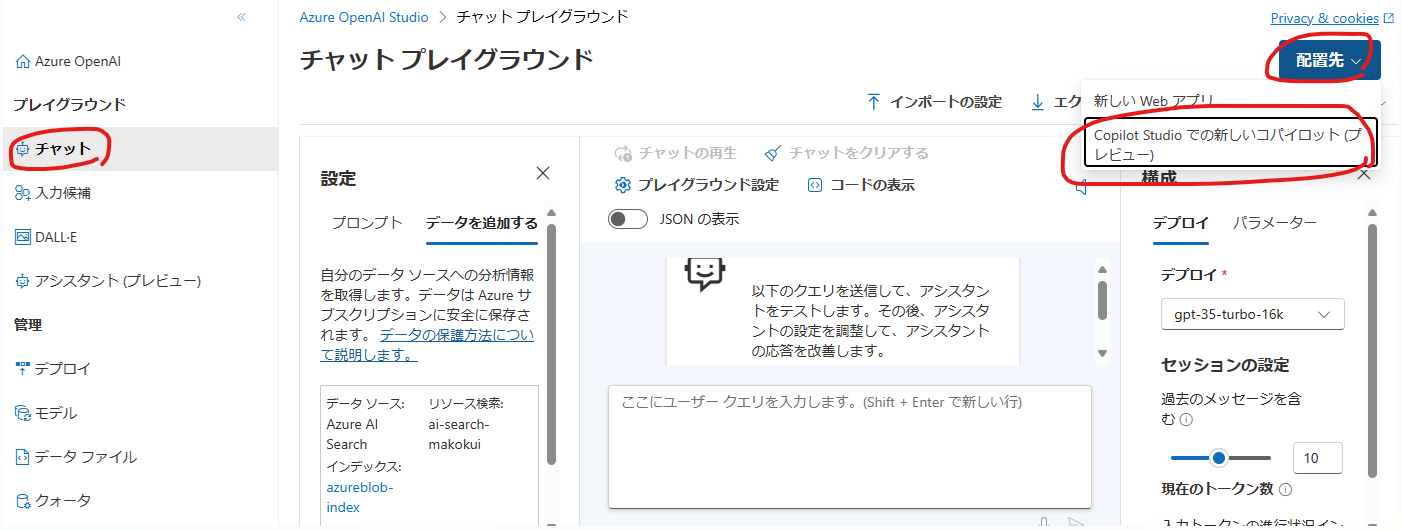 Azure OpenAI Studio > チャット プレイグラウンド
Privacy & cookies
チャット プレイグラウンド
配置先
新しい Web アプリ
Copilot Studio での新しいコパイロット (プ
レビュー)
インポートの設定
エク
Azure OpenAI
プレイグラウンド
チャット
入力候補
DALL·E
アシスタント (プレビュー)
管理
デプロイ
モデル
データ ファイル
クォータ
設定
プロンプト
データを追加する
自分のデータ ソースへの分析情報
を取得します。データは Azure サ
ブスクリプションに安全に保存さ
れます。 データの保護方法につい
て説明します。
データ ソース:
Azure AI
Search
リソース検索:
ai-search-
makokui
インデックス:
azureblob-
index
チャットの再生
チャットをクリアする
プレイグラウンド設定
コードの表示
JSON の表示
以下のクエリを送信して、アシスタン
トをテストします。その後、アシスタ
ントの設定を調整して、アシスタント
の応答を改善します。
ここにユーザー クエリを入力します。(Shift + Enter で新しい行)
構成
デプロイ
パラメーター
デプロイ *
gpt-35-turbo-16k
セッションの設定
過去のメッセージを含
む
10
現在のトークン数
入力トークンの進行状況イン